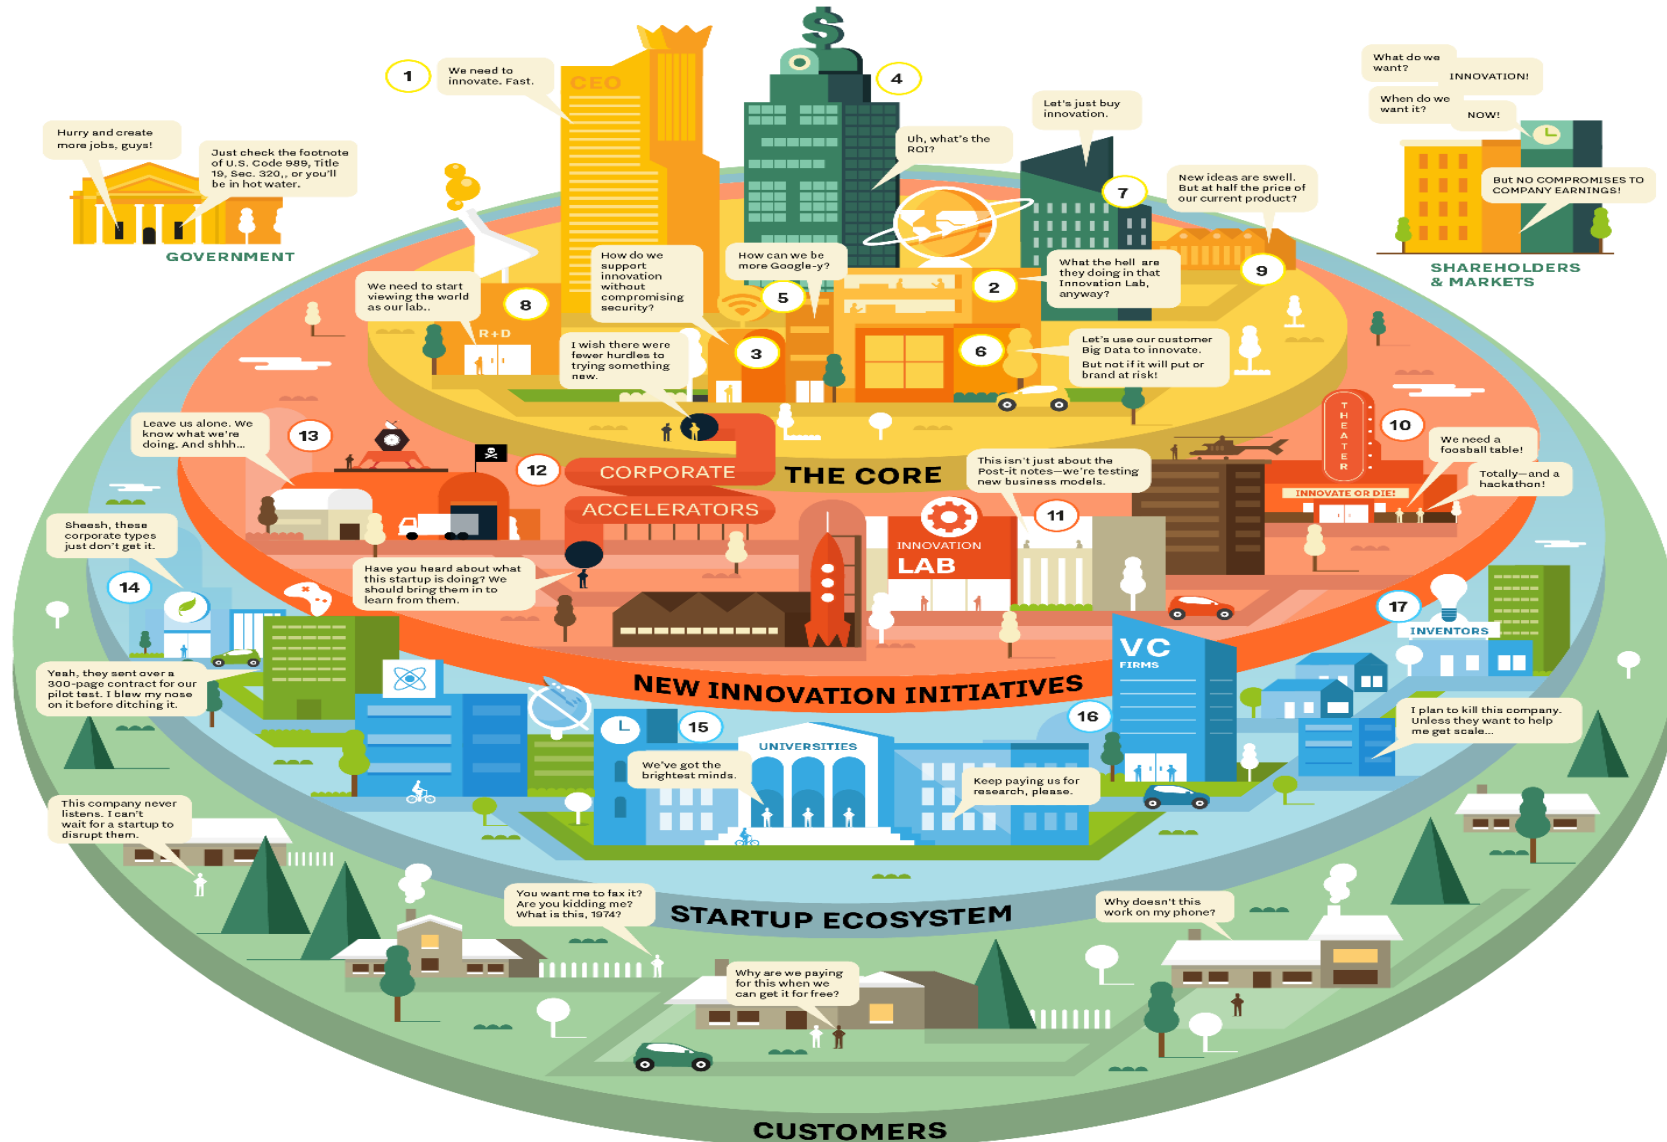 1
We need to
innovate. Fast.
CEO
$
4
Uh, what's the
ROI?
Let's just buy
innovation.
7
New ideas are swell.
But at half the price of
our current product?
9
What do we
want?
INNOVATION!
When do we
want it?
NOW!
But NO COMPROMISES TO
COMPANY EARNINGS!
SHAREHOLDERS
& MARKETS
Hurry and create
more jobs, guys!
Just check the footnote
of U.S. Code 989, Title
19, Sec. 320,, or you'll
be in hot water.
GOVERNMENT
We need to start
viewing the world
as our lab..
8
R+D
How do we
support
innovation
without
compromising
security?
3
How can we be
more Google-y?
5
2
What the hell are
they doing in that
Innovation Lab,
anyway?
6
Let's use our customer
Big Data to innovate.
But not if it will put or
brand at risk!
I wish there were
fewer hurdles to
trying something
new.
THE CORE
Leave us alone. We
know what we're
doing. And shhh...
13
12
CORPORATE
ACCELERATORS
Have you heard about what
this startup is doing? We
should bring them in to
learn from them.
This isn't just about the
Post-it notes—we're testing
new business models.
11
INNOVATION
LAB
THEATER
10
INNOVATE OR DIE!
We need a
foosball table!
Totally—and a
hackathon!
NEW INNOVATION INITIATIVES
Sheesh, these
corporate types
just don't get it.
14
Yeah, they sent over a
300-page contract for our
pilot test. I blew my nose
on it before ditching it.
15
UNIVERSITIES
We've got the
brightest minds.
Keep paying us for
research, please.
16
VC
FIRMS
17
INVENTORS
I plan to kill this company.
Unless they want to help
me get scale...
STARTUP ECOSYSTEM
This company never
listens. I can't
wait for a startup to
disrupt them.
You want me to fax it?
Are you kidding me?
What is this, 1974?
Why are we paying
for this when we
can get it for free?
Why doesn't this
work on my phone?
CUSTOMERS